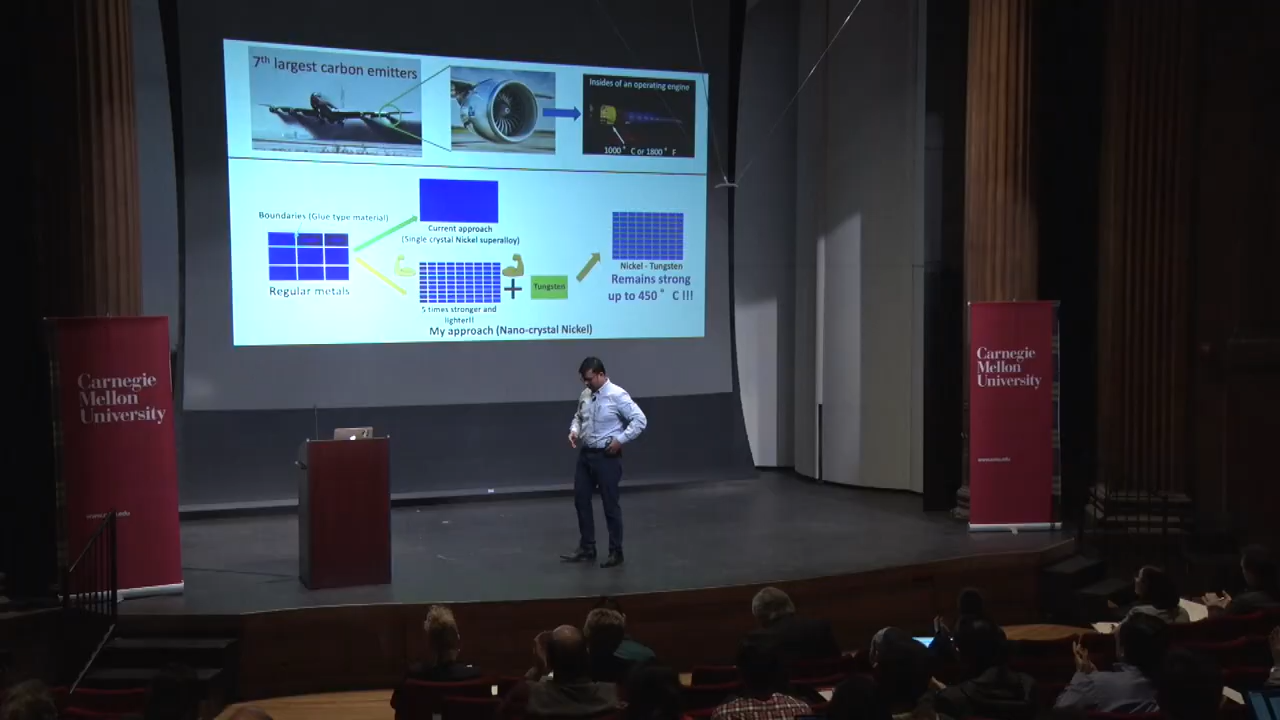 7th largest carbon emitters
Insides of an operating engine
1000° C or 1800° F
Boundaries (Glue type material)
Regular metals
Current approach
(Single crystal Nickel superalloy)
Tungsten
5 times stronger and
lighter!!
My approach (Nano-crystal Nickel)
Nickel - Tungsten
Remains strong
up to 450° C !!!
Carnegie
Mellon
University
Carnegie
Mellon
University